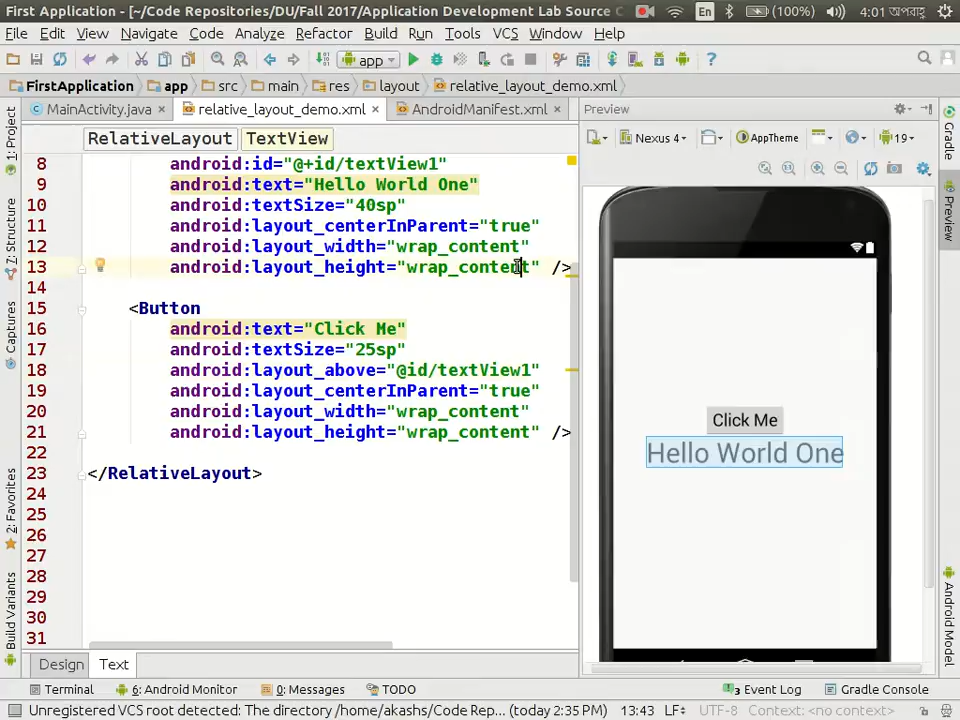 First Application - [~/Code Repositories/DU/Fall 2017/Application Development Lab Source C
En (100%) 4:01 অপরাহ্
File Edit View Navigate Code Analyze Refactor Build Run Tools VCS Window Help
app
FirstApplication app src main res layout relative_layout_demo.xml
MainActivity.java relative_layout_demo.xml AndroidManifest.xml
Preview
RelativeLayout TextView
Nexus 4 AppTheme 19
8 android:id="@+id/textView1"
9 android:text="Hello World One"
10 android:textSize="40sp"
11 android:layout_centerInParent="true"
12 android:layout_width="wrap_content"
13 android:layout_height="wrap_content" />
14
15 <Button
16 android:text="Click Me"
17 android:textSize="25sp"
18 android:layout_above="@id/textView1"
19 android:layout_centerInParent="true"
20 android:layout_width="wrap_content"
21 android:layout_height="wrap_content" />
22
23 </RelativeLayout>
24
25
26
27
28
29
30
31
Click Me
Hello World One
1: Project
7: Structure
Captures
2: Favorites
Build Variants
Gradle
Preview
Android Model
Design Text
Terminal 6: Android Monitor 0: Messages TODO 3 Event Log Gradle Console
Unregistered VCS root detected: The directory /home/akashs/Code Rep... (today 2:35 PM) 13:43 LF UTF-8 Context: <no context>